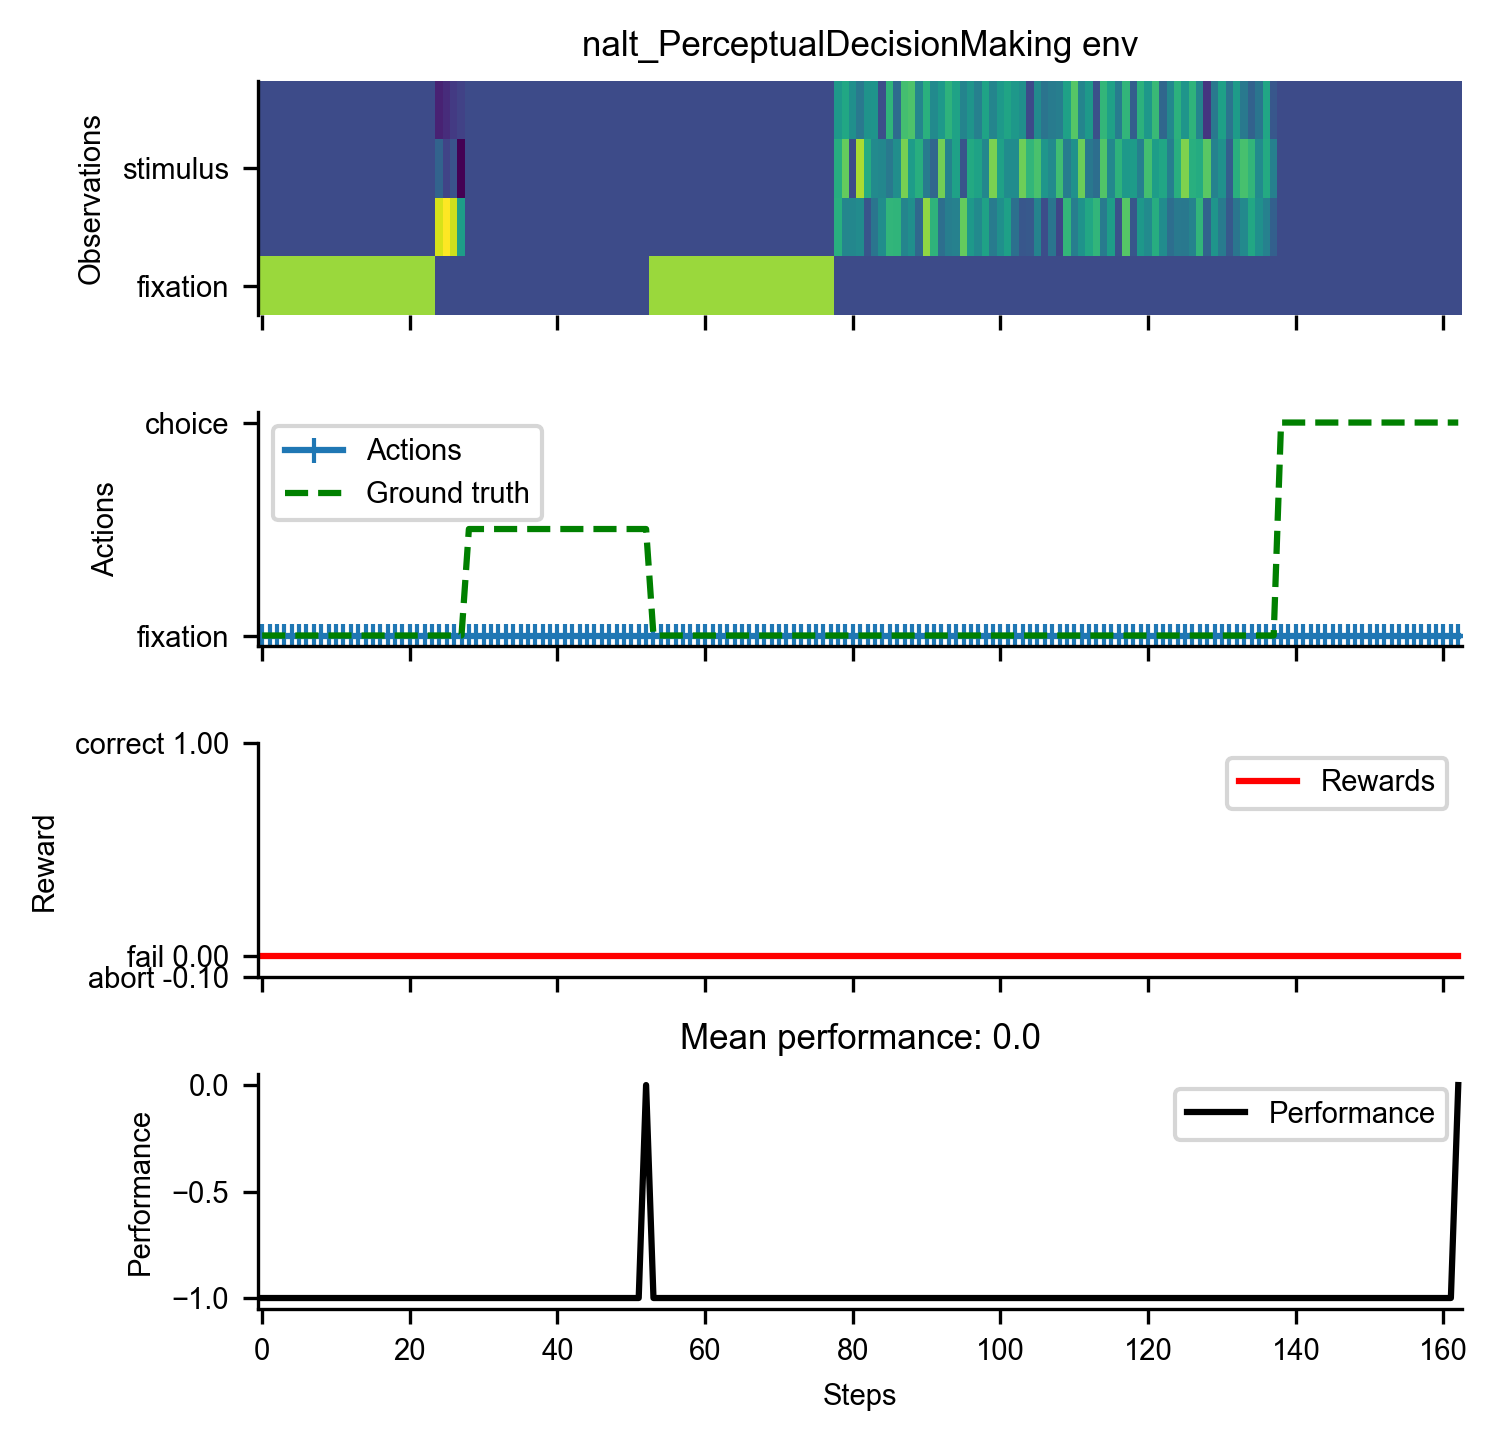 nalt_PerceptualDecisionMaking env
Observations
stimulus
fixation
Actions
choice
fixation
Actions
Ground truth
Reward
correct 1.00
fail 0.00
abort -0.10
Rewards
Mean performance: 0.0
Performance
0.0
−0.5
−1.0
Performance
0 20 40 60 80 100 120 140 160
Steps